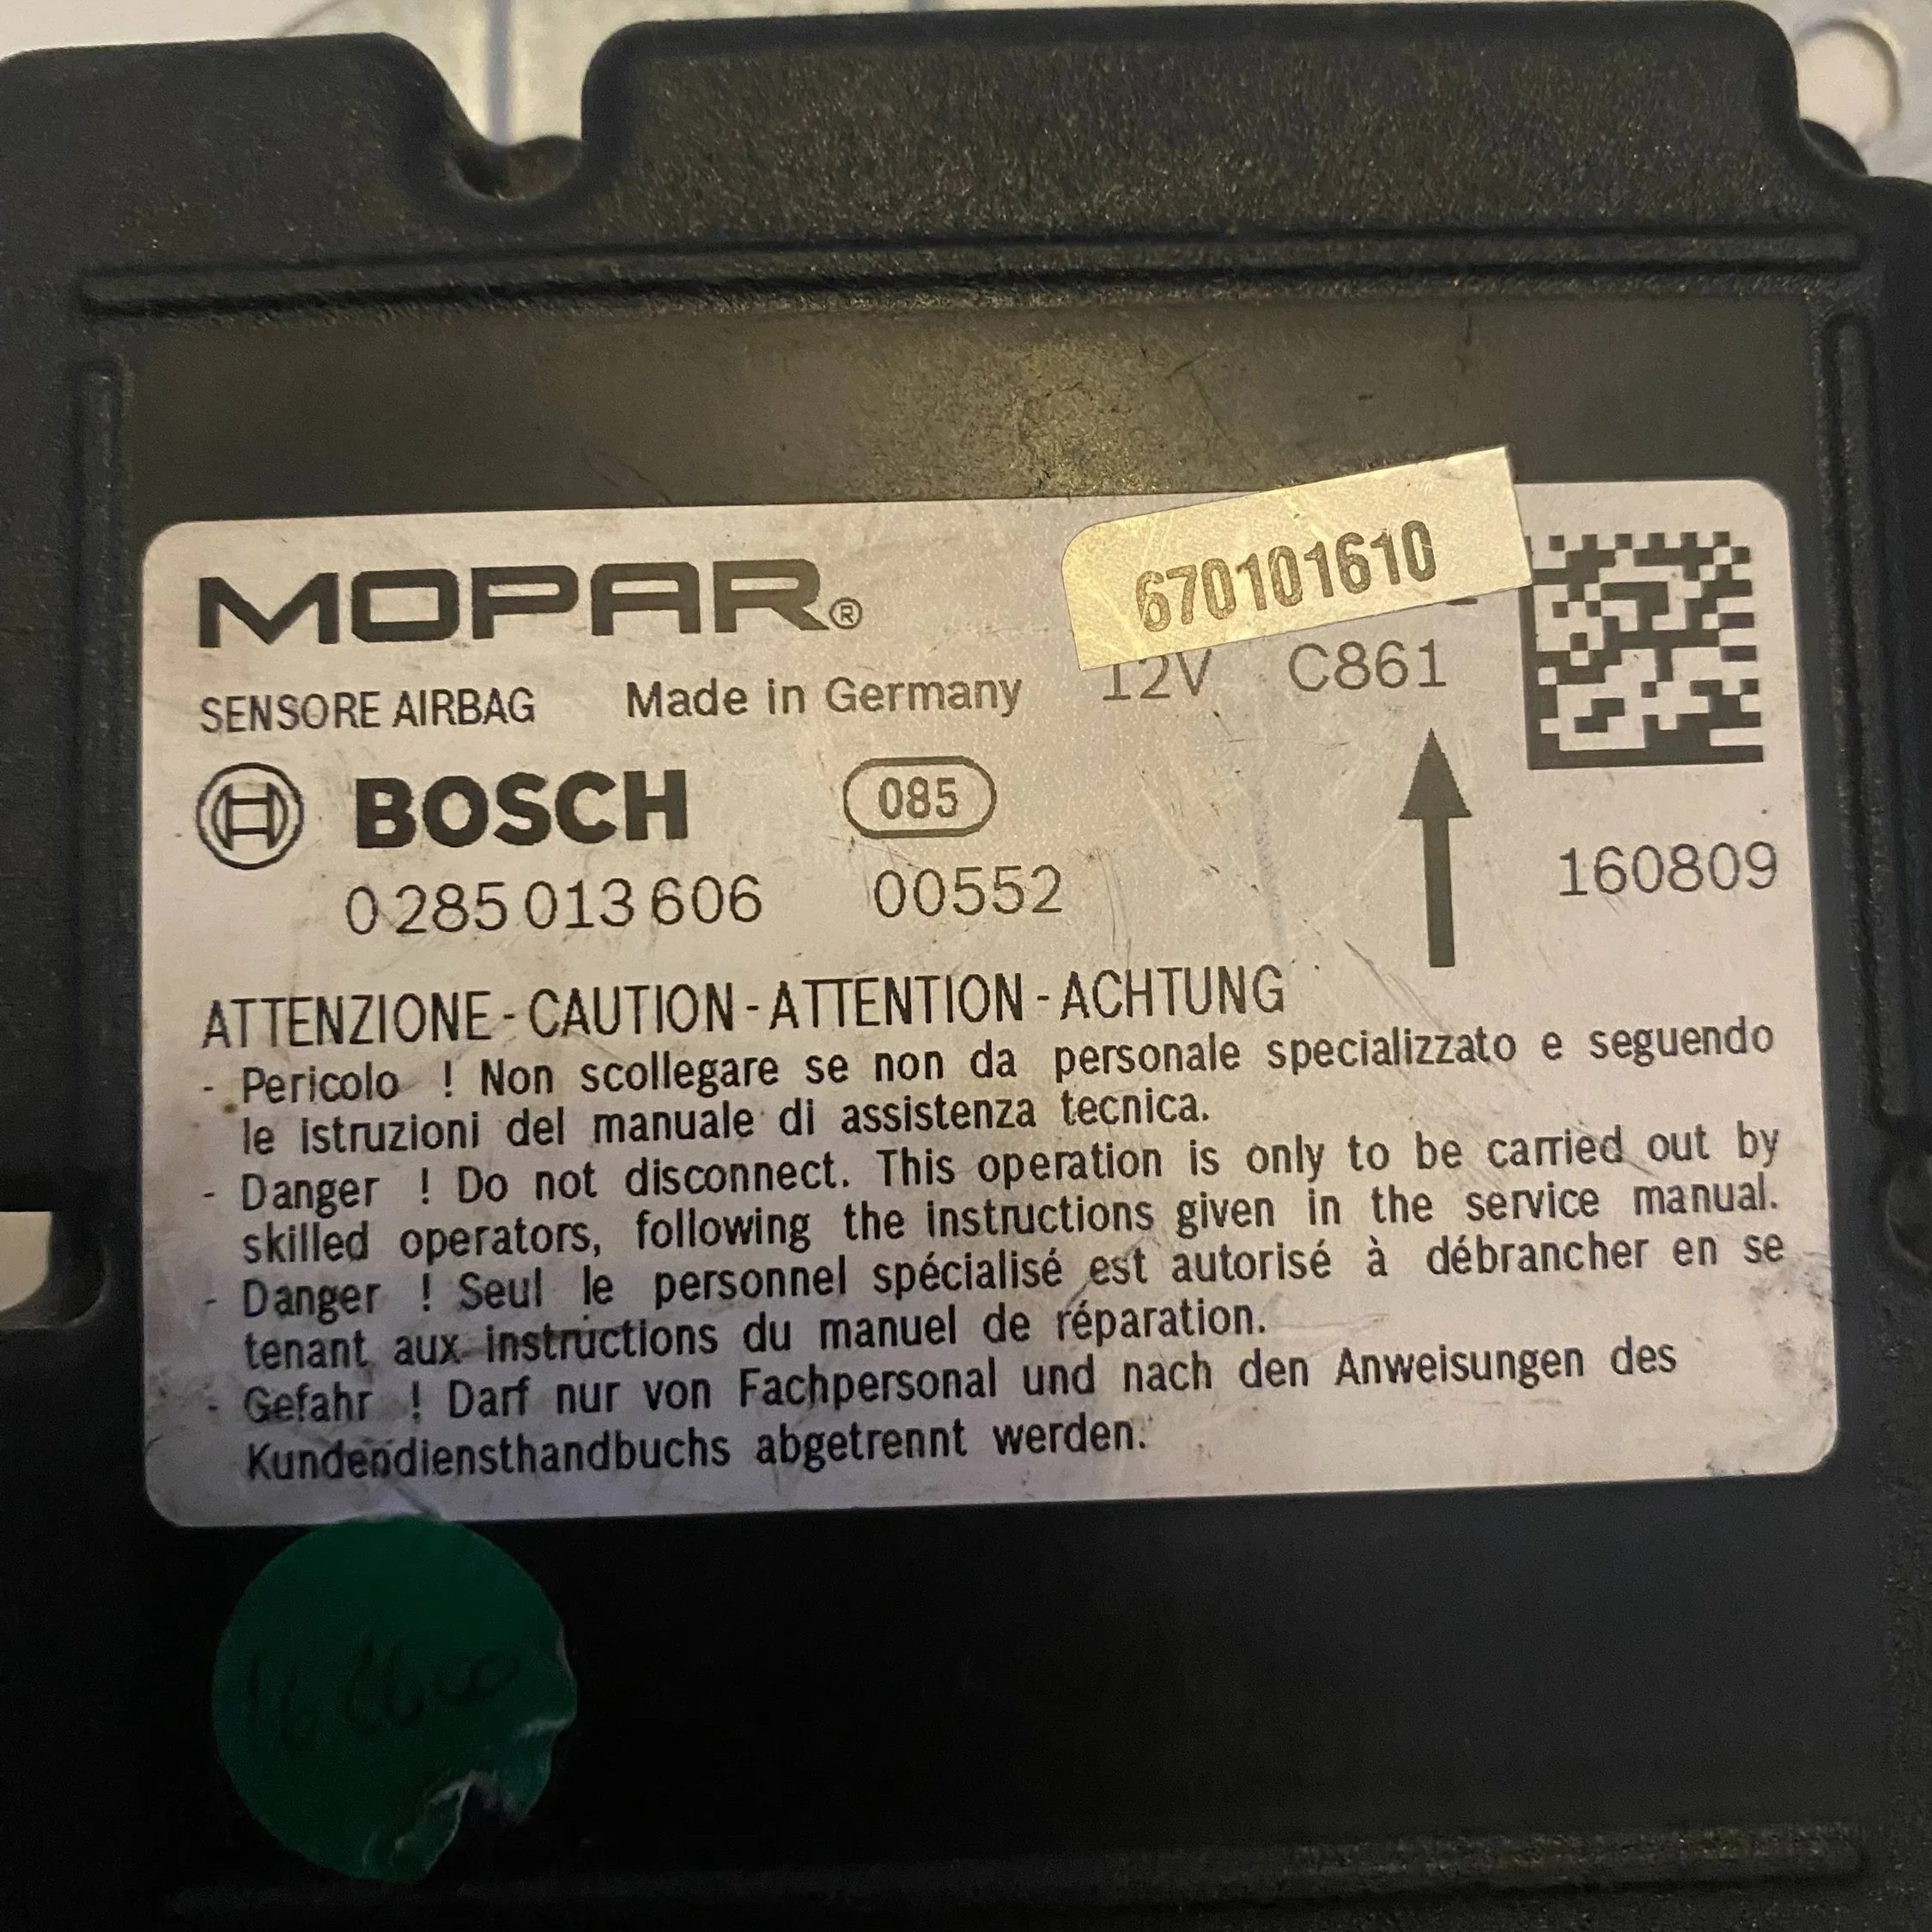 MOPAR®
670101610
SENSORE AIRBAG Made in Germany 12V C861
BOSCH 085
0 285 013 606 00552 160809
ATTENZIONE - CAUTION - ATTENTION - ACHTUNG
- Pericolo ! Non scollegare se non da personale specializzato e seguendo
le istruzioni del manuale di assistenza tecnica.
- Danger ! Do not disconnect. This operation is only to be carried out by
skilled operators, following the instructions given in the service manual.
- Danger ! Seul le personnel spécialisé est autorisé à débrancher en se
tenant aux instructions du manuel de réparation.
- Gefahr ! Darf nur von Fachpersonal und nach den Anweisungen des
Kundendiensthandbuchs abgetrennt werden.